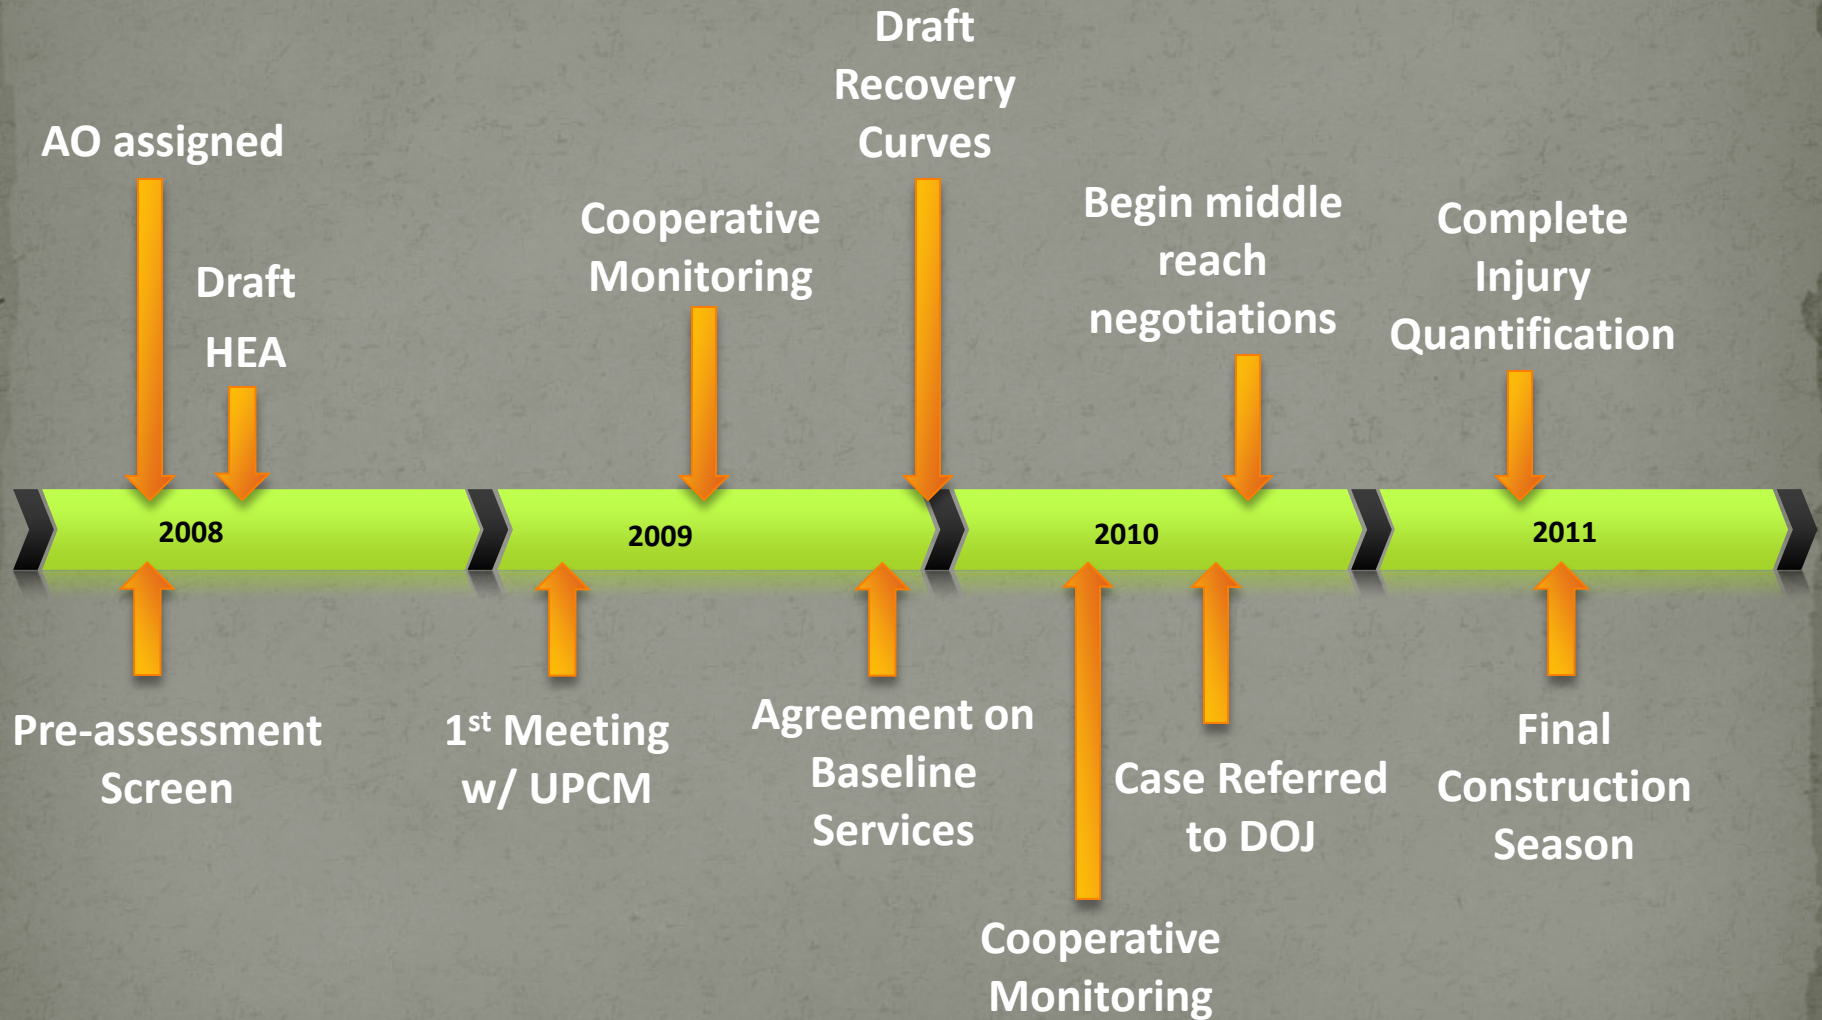 Draft
Recovery
Curves
AO assigned
Draft
HEA
Cooperative
Monitoring
Begin middle
reach
negotiations
Complete
Injury
Quantification
2008
2009
2010
2011
Pre-assessment
Screen
1st Meeting
w/ UPCM
Agreement on
Baseline
Services
Cooperative
Monitoring
Case Referred
to DOJ
Final
Construction
Season